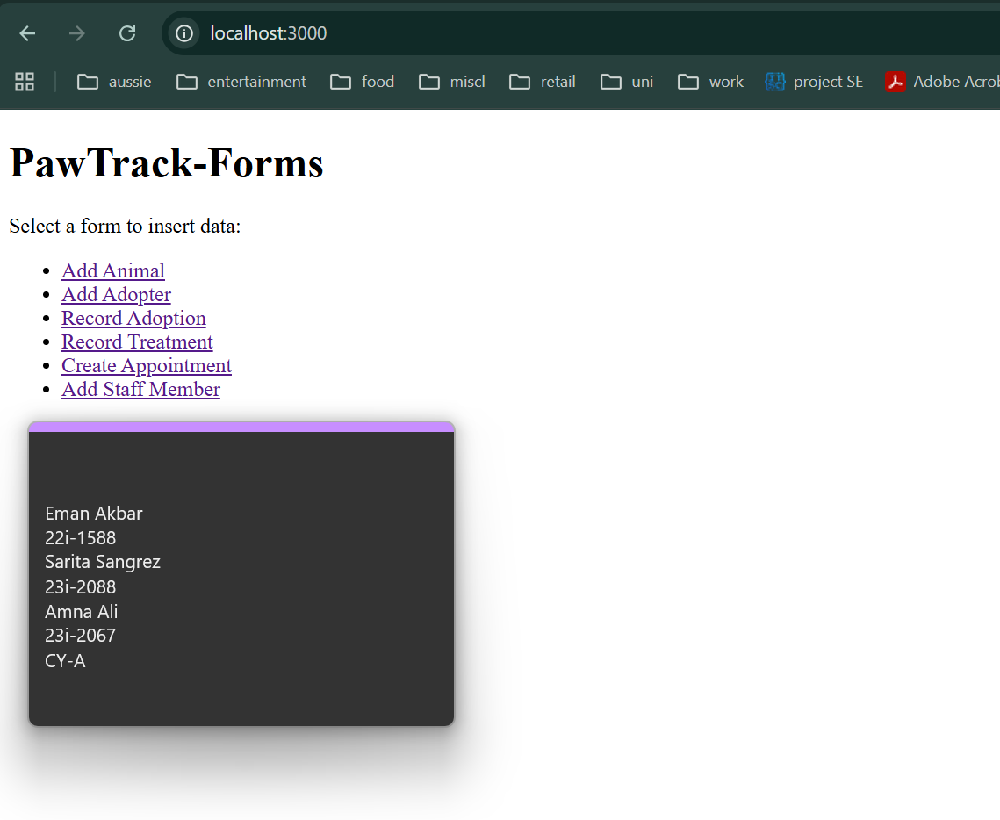 localhost:3000
aussie entertainment food miscl retail uni work project SE Adobe Acrob
PawTrack-Forms
Select a form to insert data:
Add Animal
Add Adopter
Record Adoption
Record Treatment
Create Appointment
Add Staff Member
Eman Akbar
22i-1588
Sarita Sangrez
23i-2088
Amna Ali
23i-2067
CY-A